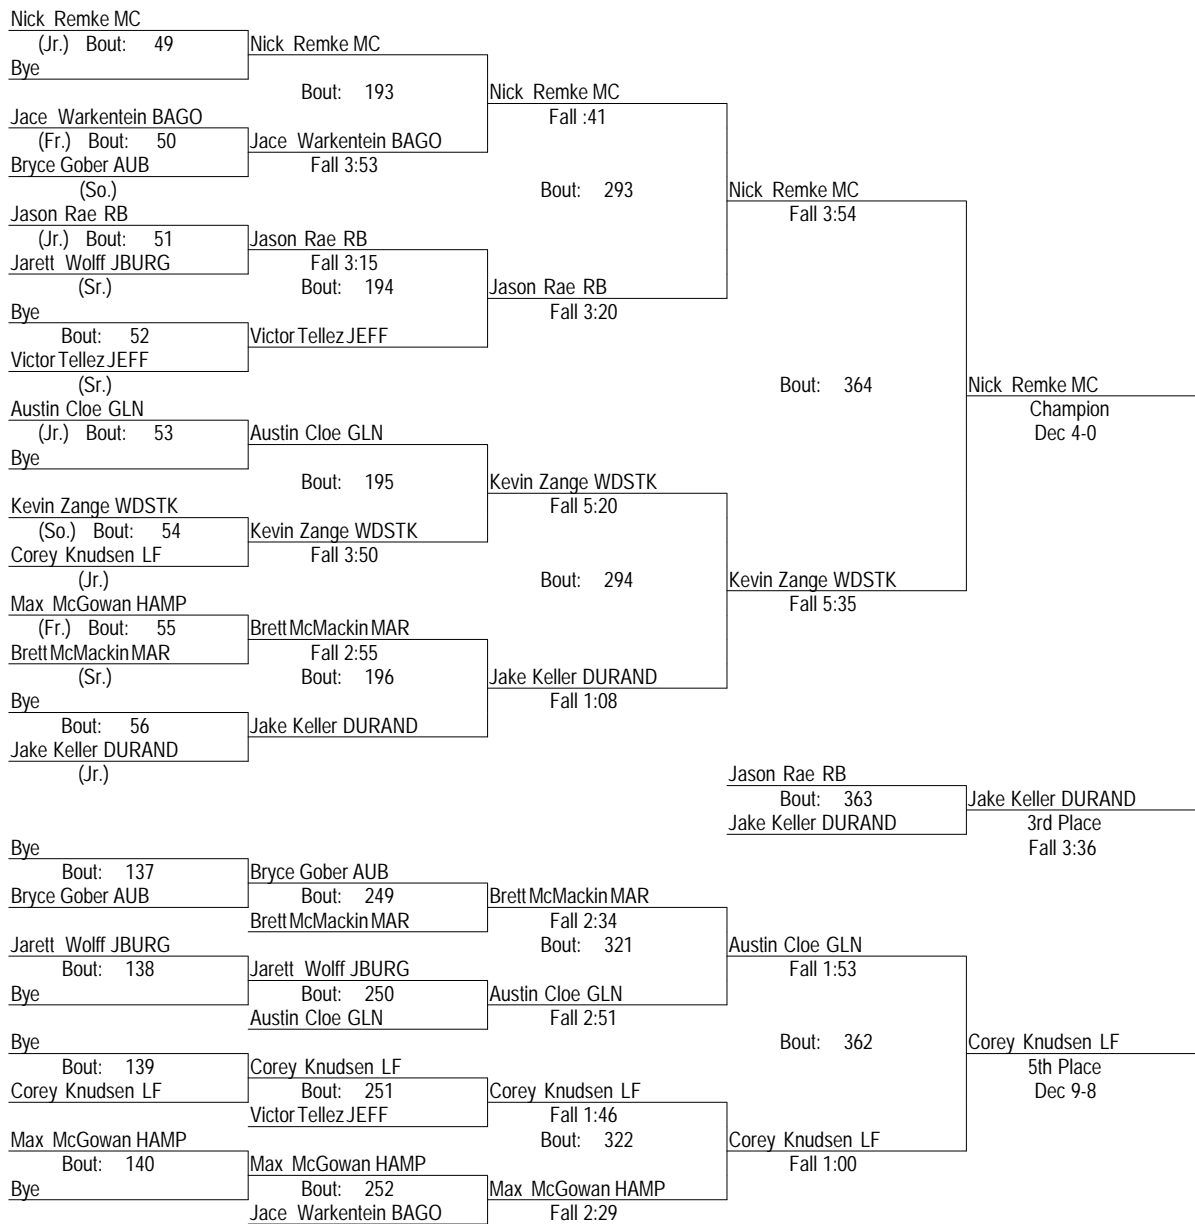 Nick Remke MC
(Jr.) Bout: 49
Nick Remke MC
Bye
Bout: 193
Nick Remke MC
Jace Warkentein BAGO
Fall :41
(Fr.) Bout: 50
Jace Warkentein BAGO
Bryce Gober AUB
Fall 3:53
(So.)
Bout: 293
Nick Remke MC
Jason Rae RB
Fall 3:54
(Jr.) Bout: 51
Jason Rae RB
Jarett Wolff JBURG
Fall 3:15
(Sr.)
Bout: 194
Jason Rae RB
Bye
Fall 3:20
Bout: 52
Victor Tellez JEFF
Victor Tellez JEFF
(Sr.)
Bout: 364
Nick Remke MC
Austin Cloe GLN
Champion
(Jr.) Bout: 53
Austin Cloe GLN
Dec 4-0
Bye
Bout: 195
Kevin Zange WDSTK
Kevin Zange WDSTK
Fall 5:20
(So.) Bout: 54
Kevin Zange WDSTK
Corey Knudsen LF
Fall 3:50
(Jr.)
Bout: 294
Kevin Zange WDSTK
Max McGowan HAMP
Fall 5:35
(Fr.) Bout: 55
Brett McMackin MAR
Brett McMackin MAR
Fall 2:55
(Sr.)
Bout: 196
Jake Keller DURAND
Bye
Fall 1:08
Bout: 56
Jake Keller DURAND
Jake Keller DURAND
(Jr.)
Jason Rae RB
Bout: 363
Jake Keller DURAND
Jake Keller DURAND
3rd Place
Fall 3:36
Bye
Bout: 137
Bryce Gober AUB
Bryce Gober AUB
Bout: 249
Brett McMackin MAR
Brett McMackin MAR
Fall 2:34
Jarett Wolff JBURG
Bout: 321
Austin Cloe GLN
Bout: 138
Jarett Wolff JBURG
Fall 1:53
Bye
Bout: 250
Austin Cloe GLN
Austin Cloe GLN
Fall 2:51
Bye
Bout: 362
Corey Knudsen LF
Bout: 139
Corey Knudsen LF
5th Place
Corey Knudsen LF
Bout: 251
Corey Knudsen LF
Dec 9-8
Victor Tellez JEFF
Fall 1:46
Max McGowan HAMP
Bout: 322
Corey Knudsen LF
Bout: 140
Max McGowan HAMP
Fall 1:00
Bye
Bout: 252
Max McGowan HAMP
Jace Warkentein BAGO
Fall 2:29